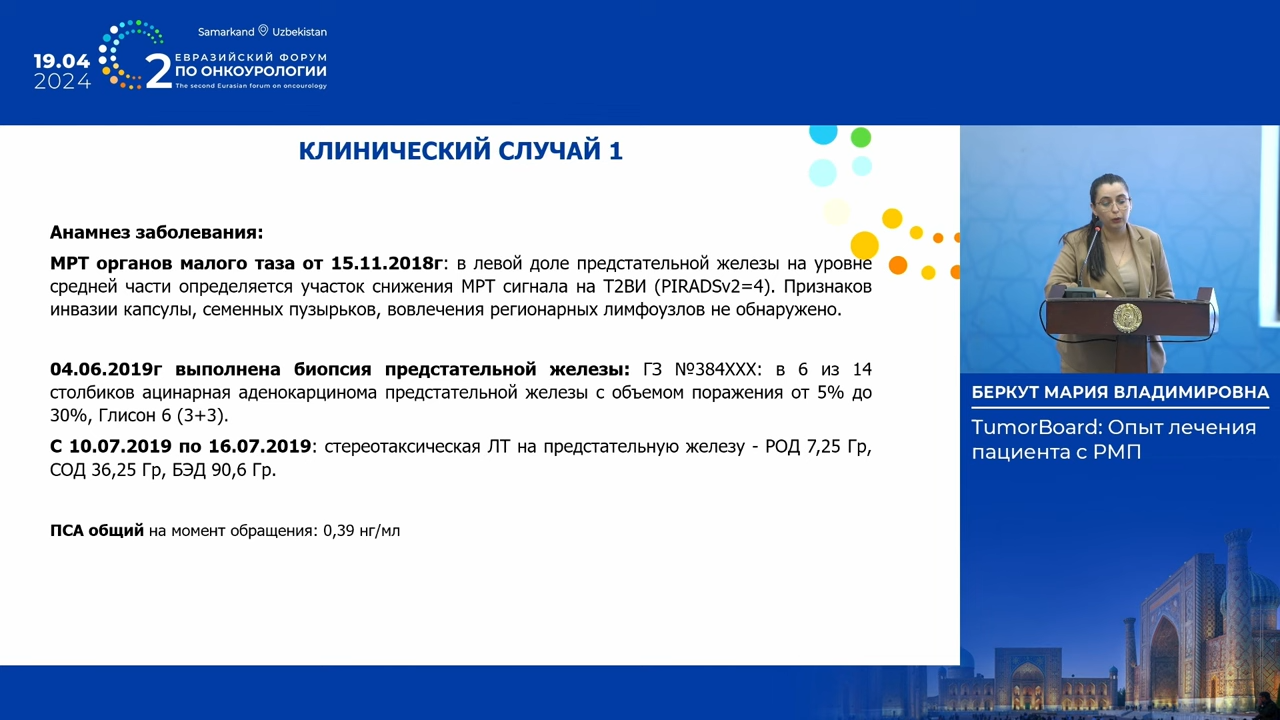 Samarkand Uzbekistan
19.04
2024
2
ЕВРАЗИЙСКИЙ ФОРУМ
ПО ОНКОУРОЛОГИИ
The second Eurasian forum on oncourology
КЛИНИЧЕСКИЙ СЛУЧАЙ 1
Анамнез заболевания:
МРТ органов малого таза от 15.11.2018г: в левой доле предстательной железы на уровне
средней части определяется участок снижения МРТ сигнала на Т2ВИ (PIRADSv2=4). Признаков
инвазии капсулы, семенных пузырьков, вовлечения регионарных лимфоузлов не обнаружено.
04.06.2019г выполнена биопсия предстательной железы: ГЗ №384XXX: в 6 из 14
столбиков ацинарная аденокарцинома предстательной железы с объемом поражения от 5% до
30%, Глисон 6 (3+3).
С 10.07.2019 по 16.07.2019: стереотаксическая ЛТ на предстательную железу - РОД 7,25 Гр,
СОД 36,25 Гр, БЭД 90,6 Гр.
ПСА общий на момент обращения: 0,39 нг/мл
БЕРКУТ МАРИЯ ВЛАДИМИРОВНА
TumorBoard: Опыт лечения
пациента с РМП